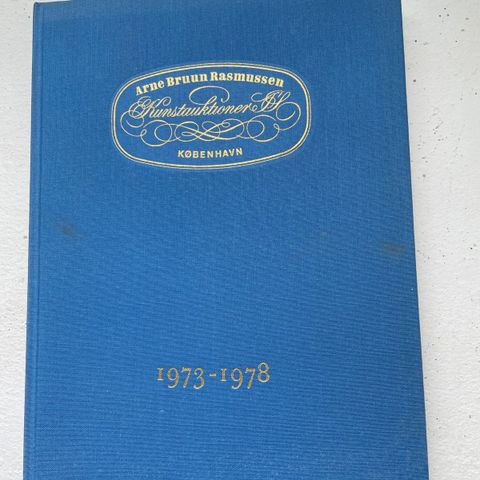 Arne Bruun Rasmussen
Kunstauktioner
KØBENHAVN
1973-1978